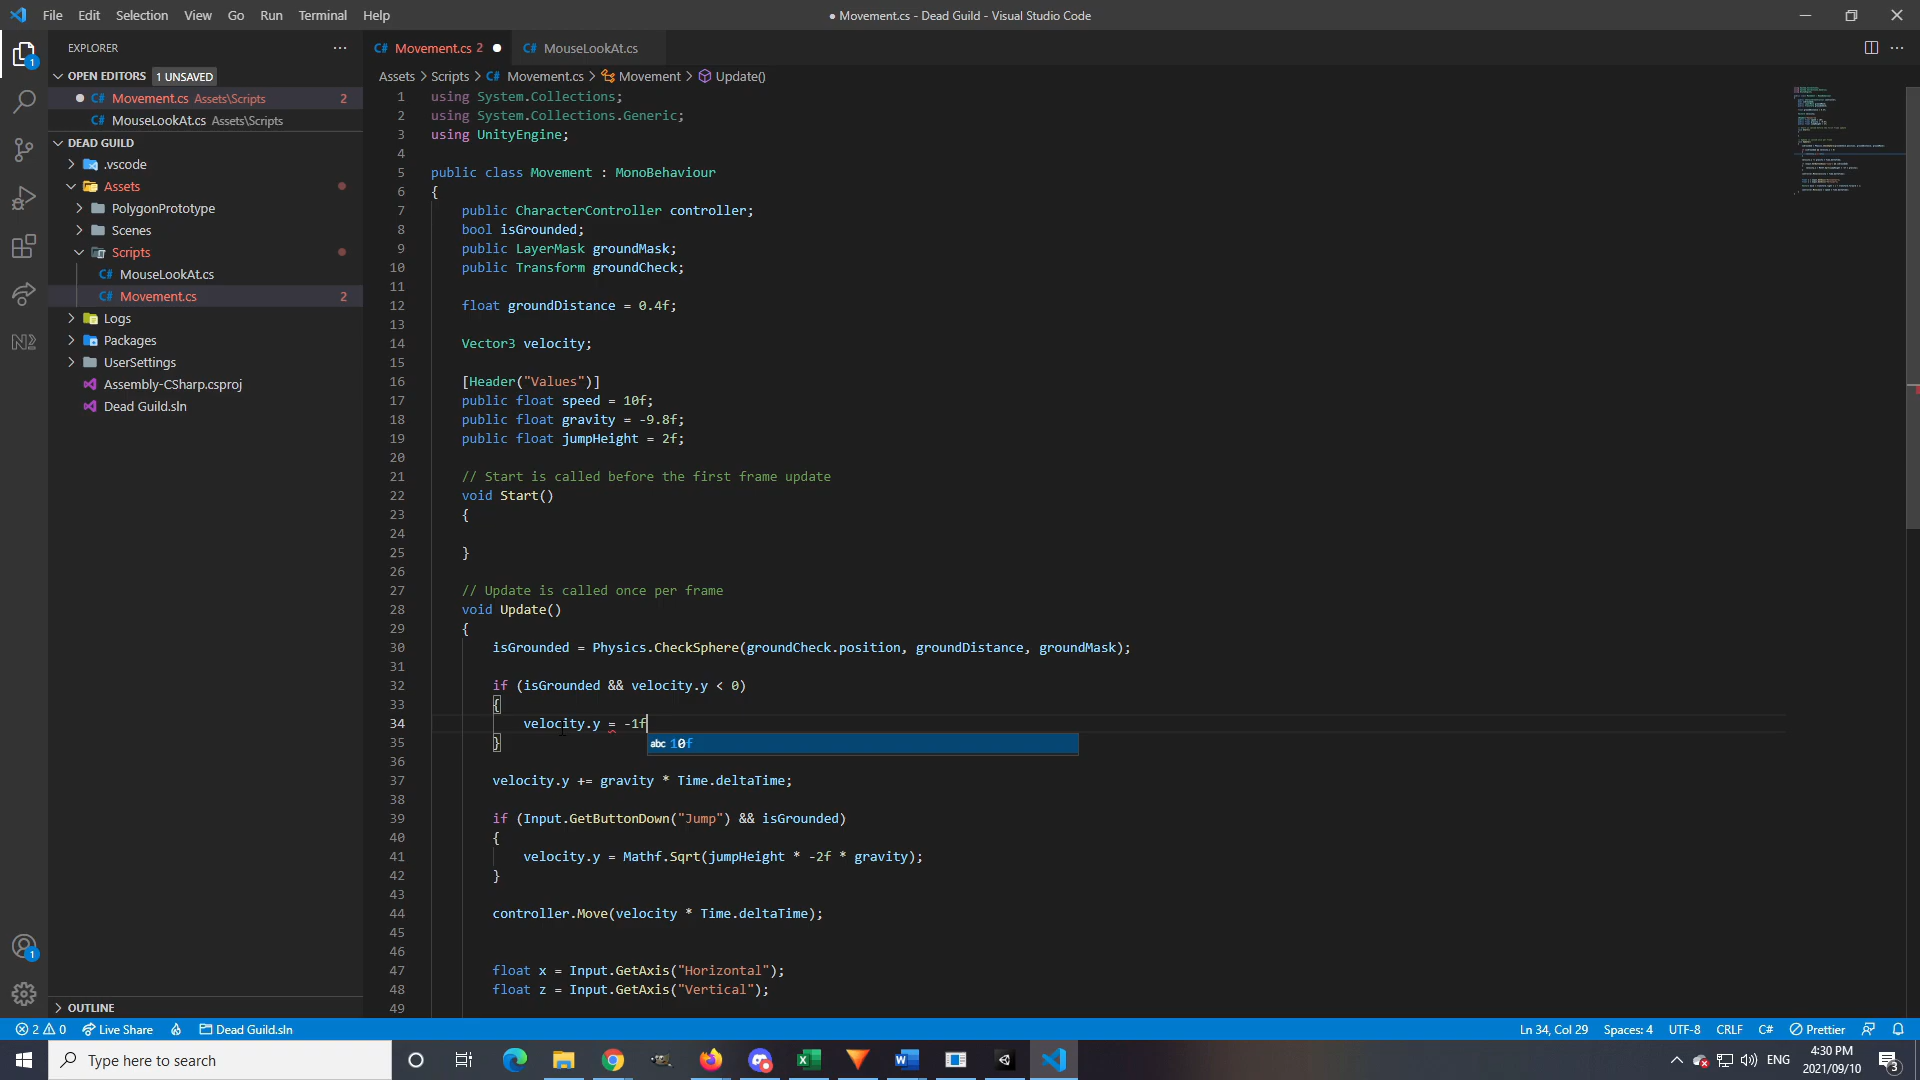 File Edit Selection View Go Run Terminal Help
● Movement.cs - Dead Guild - Visual Studio Code
EXPLORER
OPEN EDITORS 1 UNSAVED
Movement.cs Assets\Scripts 2
MouseLookAt.cs Assets\Scripts
DEAD GUILD
.vscode
Assets
PolygonPrototype
Scenes
Scripts
MouseLookAt.cs
Movement.cs 2
Logs
Packages
UserSettings
Assembly-CSharp.csproj
Dead Guild.sln
OUTLINE
Movement.cs 2
MouseLookAt.cs
Assets > Scripts > Movement.cs > Movement > Update()
1 using System.Collections;
2 using System.Collections.Generic;
3 using UnityEngine;
4
5 public class Movement : MonoBehaviour
6 {
7 public CharacterController controller;
8 bool isGrounded;
9 public LayerMask groundMask;
10 public Transform groundCheck;
11
12 float groundDistance = 0.4f;
13
14 Vector3 velocity;
15
16 [Header("Values")]
17 public float speed = 10f;
18 public float gravity = -9.8f;
19 public float jumpHeight = 2f;
20
21 // Start is called before the first frame update
22 void Start()
23 {
24
25 }
26
27 // Update is called once per frame
28 void Update()
29 {
30 isGrounded = Physics.CheckSphere(groundCheck.position, groundDistance, groundMask);
31
32 if (isGrounded && velocity.y < 0)
33 {
34 velocity.y = -1f
abc 10f
35 }
36
37 velocity.y += gravity * Time.deltaTime;
38
39 if (Input.GetButtonDown("Jump") && isGrounded)
40 {
41 velocity.y = Mathf.Sqrt(jumpHeight * -2f * gravity);
42 }
43
44 controller.Move(velocity * Time.deltaTime);
45
46
47 float x = Input.GetAxis("Horizontal");
48 float z = Input.GetAxis("Vertical");
49
1
1
2 0 Live Share Dead Guild.sln Ln 34, Col 29 Spaces: 4 UTF-8 CRLF C# Prettier
Type here to search
ENG
4:30 PM
2021/09/10
3